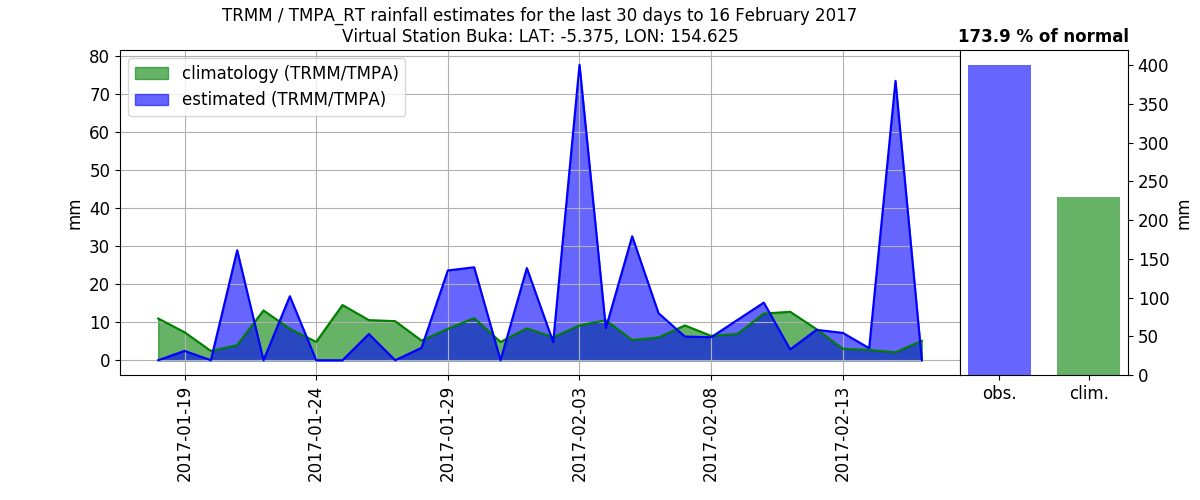 TRMM / TMPA_RT rainfall estimates for the last 30 days to 16 February 2017
Virtual Station Buka: LAT: -5.375, LON: 154.625
173.9 % of normal
climatology (TRMM/TMPA)
estimated (TRMM/TMPA)
mm
80
70
60
50
40
30
20
10
0
2017-01-19
2017-01-24
2017-01-29
2017-02-03
2017-02-08
2017-02-13
400
350
300
250
200
150
100
50
0
mm
obs.
clim.